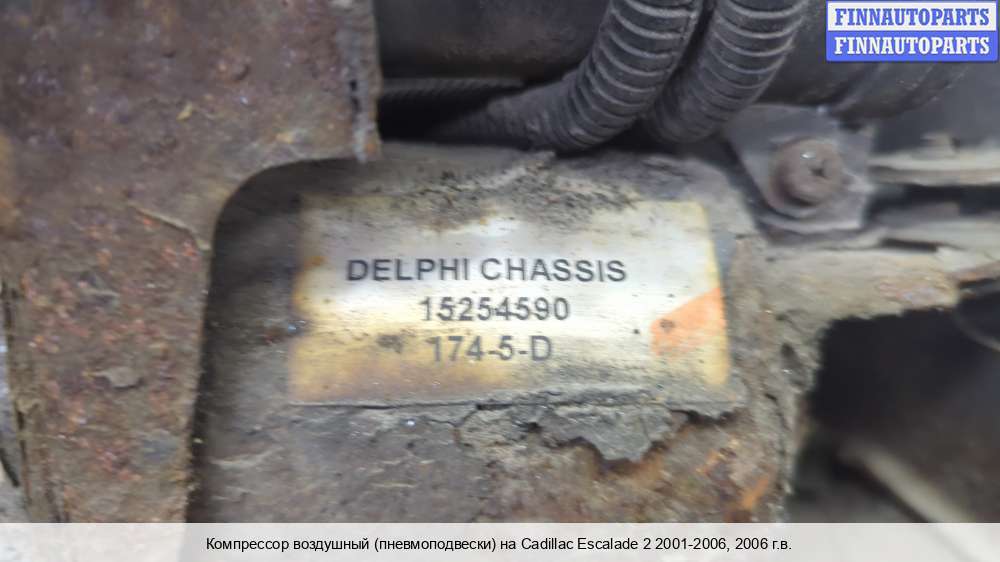 FINNAUTOPARTS
FINNAUTOPARTS
DELPHI CHASSIS
15254590
174-5-D
Компрессор воздушный (пневмоподвески) на Cadillac Escalade 2 2001-2006, 2006 г.в.